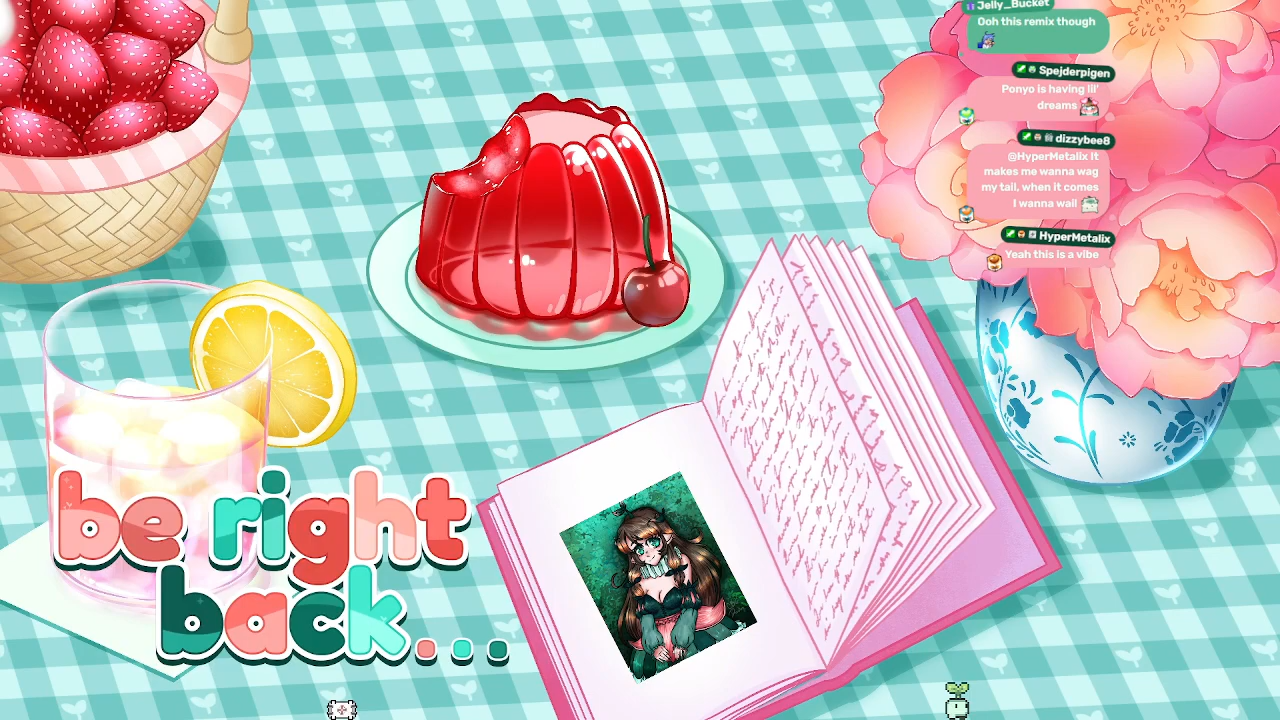 Jelly_Bucket
Ooh this remix though
Spejderpigen
Ponyo is having lil'
dreams
dizzybee8
@HyperMetalix It
makes me wanna wag
my tail, when it comes
I wanna wail
HyperMetalix
Yeah this is a vibe
be right
back...